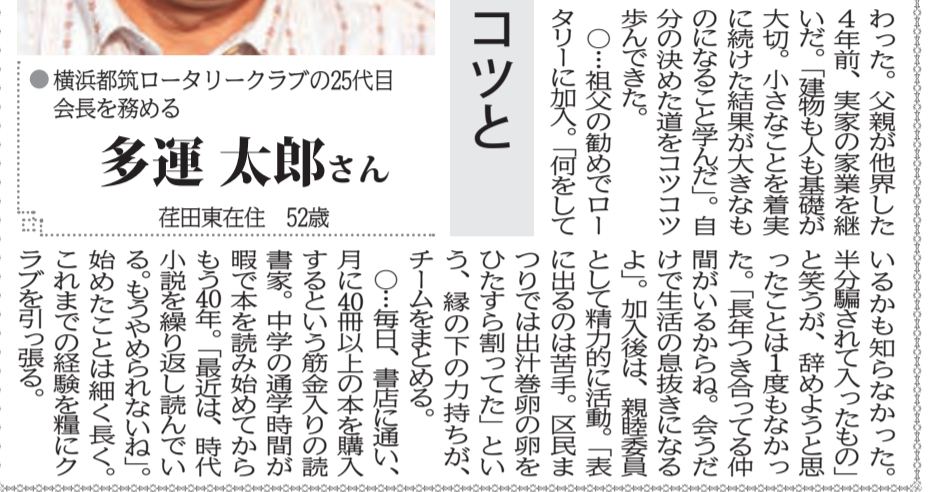 コツと
●横浜都筑ロータリークラブの25代目
会長を務める
多運 太郎さん
荏田東在住　52歳
わった。父親が他界した
4年前、実家の家業を継
いだ。「建物も人も基礎が
大切。小さなことを着実
に続けた結果が大きなも
のになること学んだ」。自
分の決めた道をコツコツ
歩んできた。
○…祖父の勧めでロー
タリーに加入。「何をして
いるかも知らなかった。
半分騙されて入ったもの」
と笑うが、辞めようと思
ったことは1度もなかっ
た。「長年つき合ってる仲
間がいるからね。会うだ
けで生活の息抜きになる
よ」。加入後は、親睦委員
として精力的に活動。「表
に出るのは苦手。区民ま
つりでは出汁巻卵の卵を
ひたすら割ってた」とい
う、縁の下の力持ちが、
チームをまとめる。
○…毎日、書店に通い、
月に40冊以上の本を購入
するという筋金入りの読
書家。中学の通学時間が
暇で本を読み始めてから
もう40年。「最近は、時代
小説を繰り返し読んでい
る。もうやめられないね」。
始めたことは細く長く。
これまでの経験を糧にク
ラブを引っ張る。